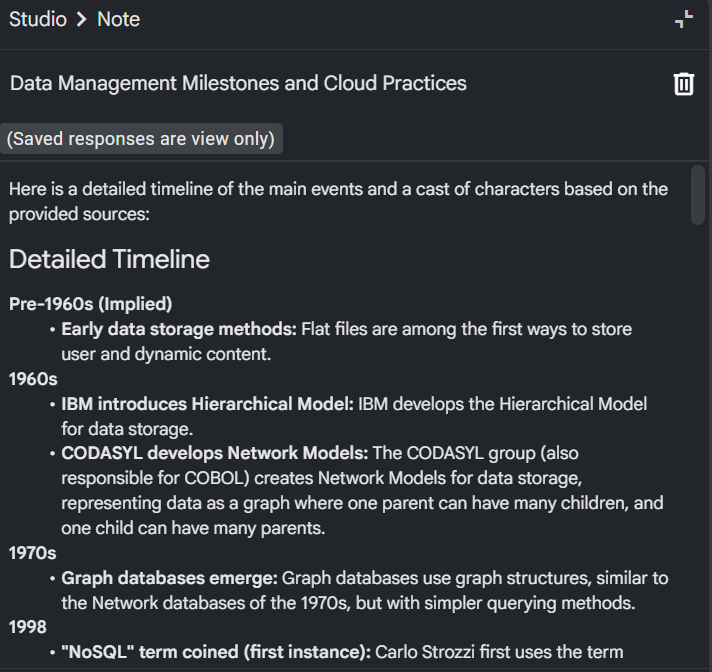 Studio > Note
Data Management Milestones and Cloud Practices
(Saved responses are view only)
Here is a detailed timeline of the main events and a cast of characters based on the
provided sources:
Detailed Timeline
Pre-1960s (Implied)
• Early data storage methods: Flat files are among the first ways to store
user and dynamic content.
1960s
• IBM introduces Hierarchical Model: IBM develops the Hierarchical Model
for data storage.
• CODASYL develops Network Models: The CODASYL group (also
responsible for COBOL) creates Network Models for data storage,
representing data as a graph where one parent can have many children, and
one child can have many parents.
1970s
• Graph databases emerge: Graph databases use graph structures, similar to
the Network databases of the 1970s, but with simpler querying methods.
1998
• "NoSQL" term coined (first instance): Carlo Strozzi first uses the term